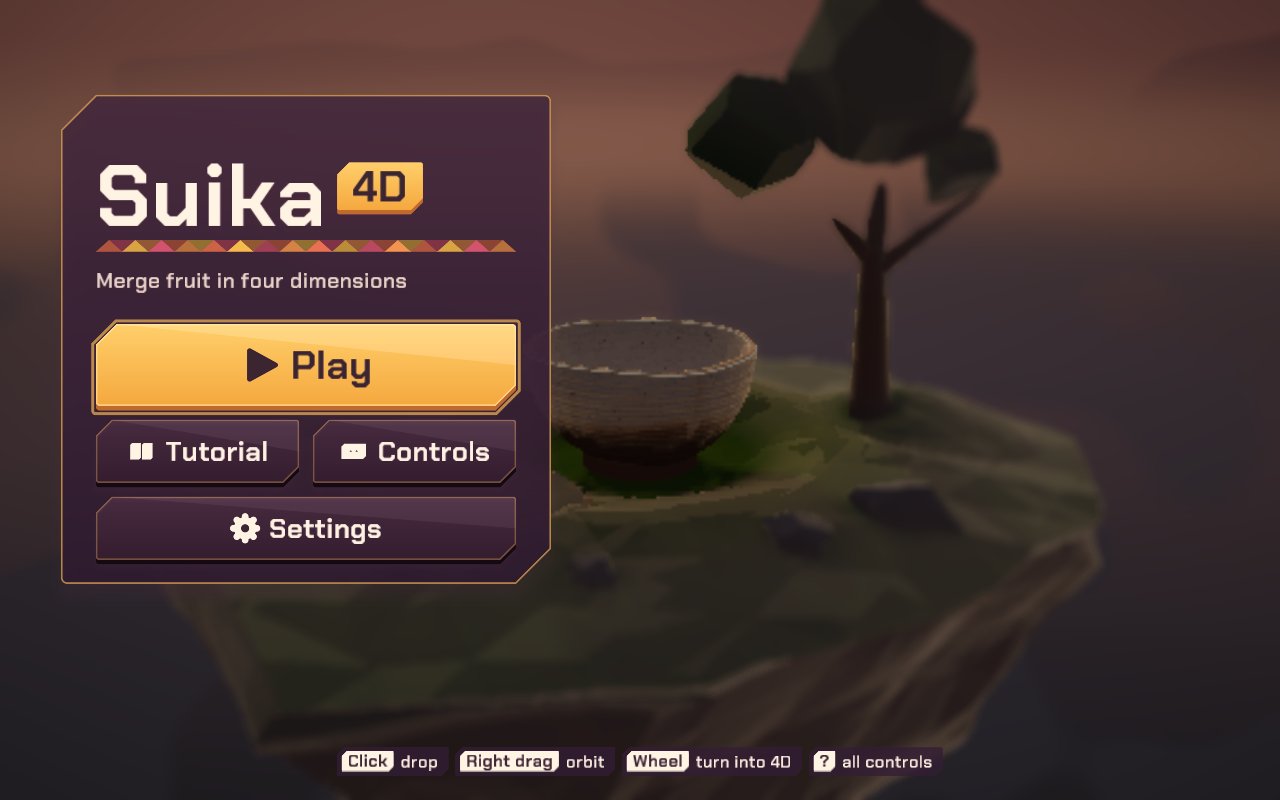 Suika 4D
Merge fruit in four dimensions
Play
Tutorial
Controls
Settings
Click drop Right drag orbit Wheel turn into 4D ? all controls